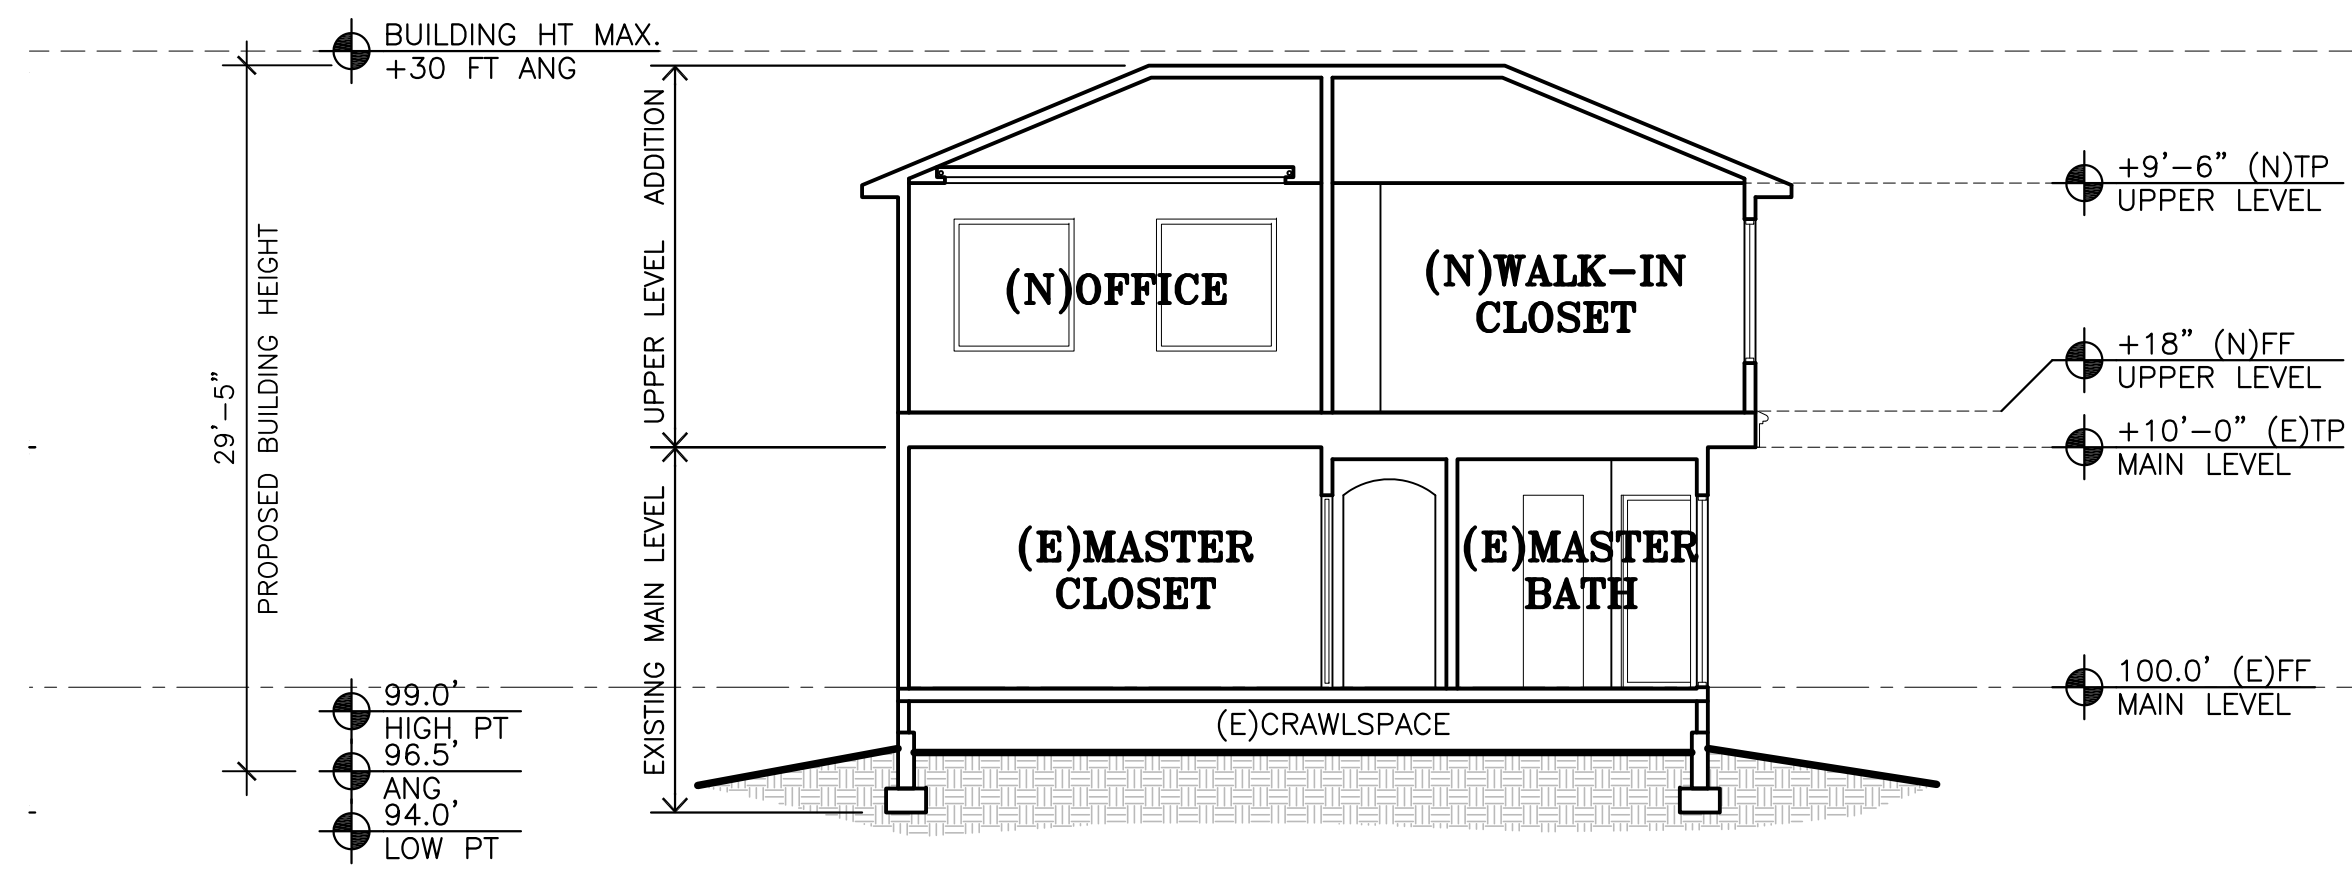 BUILDING HT MAX.
+30 FT ANG
29'-5"
PROPOSED BUILDING HEIGHT
UPPER LEVEL ADDITION
EXISTING MAIN LEVEL
(N)OFFICE
(N)WALK-IN
CLOSET
(E)MASTER
CLOSET
(E)MASTER
BATH
(E)CRAWLSPACE
+9'-6" (N)TP
UPPER LEVEL
+18" (N)FF
UPPER LEVEL
+10'-0" (E)TP
MAIN LEVEL
100.0' (E)FF
MAIN LEVEL
99.0'
HIGH PT
96.5'
ANG
94.0'
LOW PT